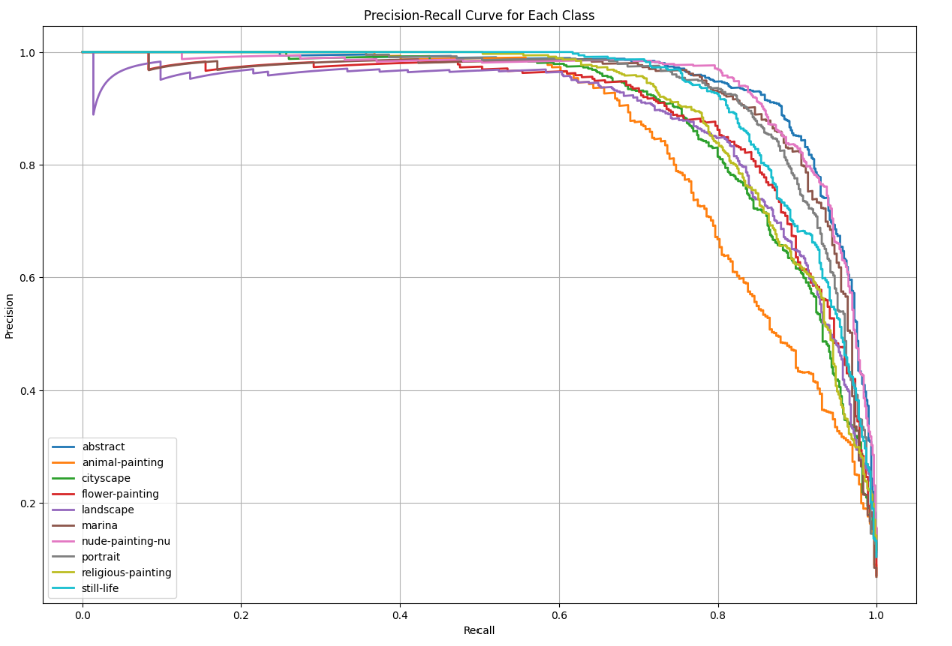 Precision-Recall Curve for Each Class
Precision
1.0
0.8
0.6
0.4
0.2
abstract
animal-painting
cityscape
flower-painting
landscape
marina
nude-painting-nu
portrait
religious-painting
still-life
0.0 0.2 0.4 0.6 0.8 1.0
Recall